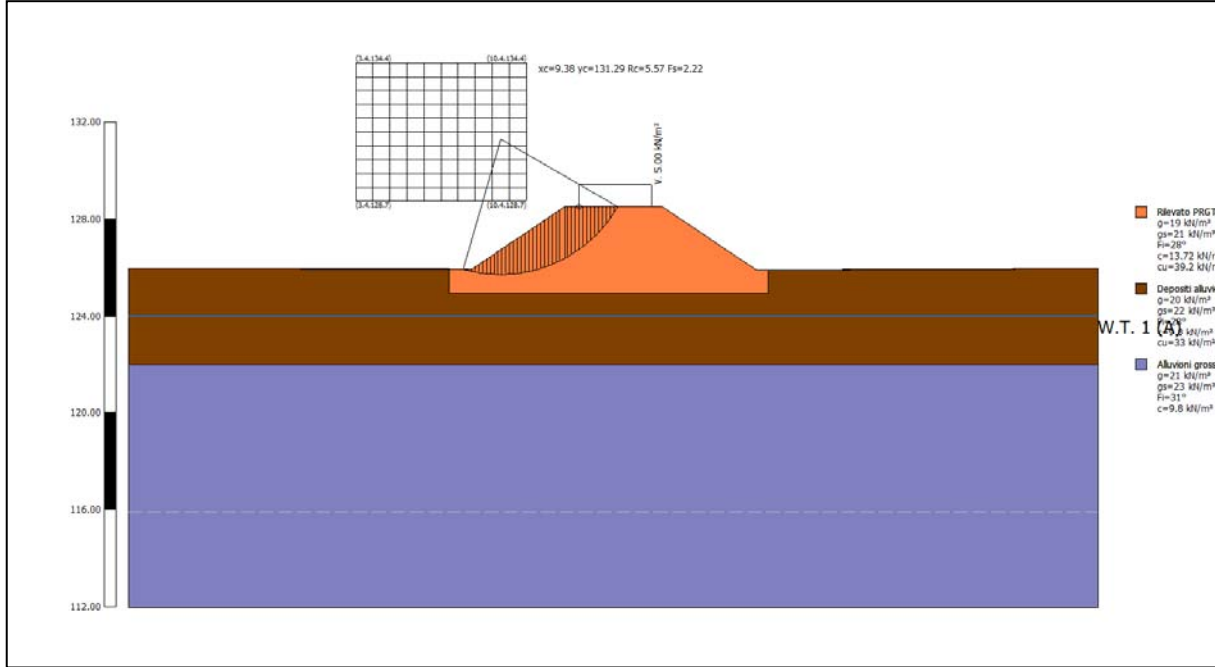 (3.4,134.4) (10.4,134.4)
xc=9.38 yc=131.29 Rc=5.57 Fs=2.22
(3.4,128.7) (10.4,128.7)
V. 5.00 kN/m²
132.00
128.00
124.00
120.00
116.00
112.00
W.T. 1 (A)
Rilevato PRGT
g=19 kN/m³
gs=21 kN/m³
Fi=28°
c=13.72 kN/m
cu=39.2 kN/m
Depositi alluvi
g=20 kN/m³
gs=22 kN/m³
kN/m²
cu=33 kN/m²
Alluvioni gross
g=21 kN/m³
gs=23 kN/m³
Fi=31°
c=9.8 kN/m²